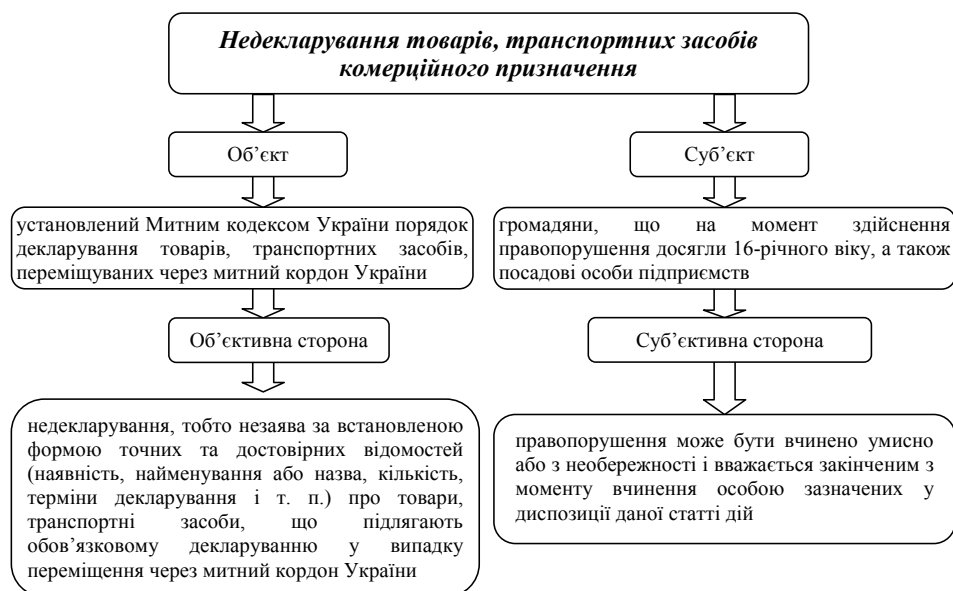 Недекларування товарів, транспортних засобів
комерційного призначення
Об’єкт
установлений Митним кодексом України порядок
декларування товарів, транспортних засобів,
переміщуваних через митний кордон України
Об’єктивна сторона
недекларування, тобто незаява за встановленою
формою точних та достовірних відомостей
(наявність, найменування або назва, кількість,
терміни декларування і т. п.) про товари,
транспортні засоби, що підлягають
обов’язковому декларуванню у випадку
переміщення через митний кордон України
Суб’єкт
громадяни, що на момент здійснення
правопорушення досягли 16-річного віку, а також
посадові особи підприємств
Суб’єктивна сторона
правопорушення може бути вчинено умисно
або з необережності і вважається закінченим з
моменту вчинення особою зазначених у
диспозиції даної статті дій